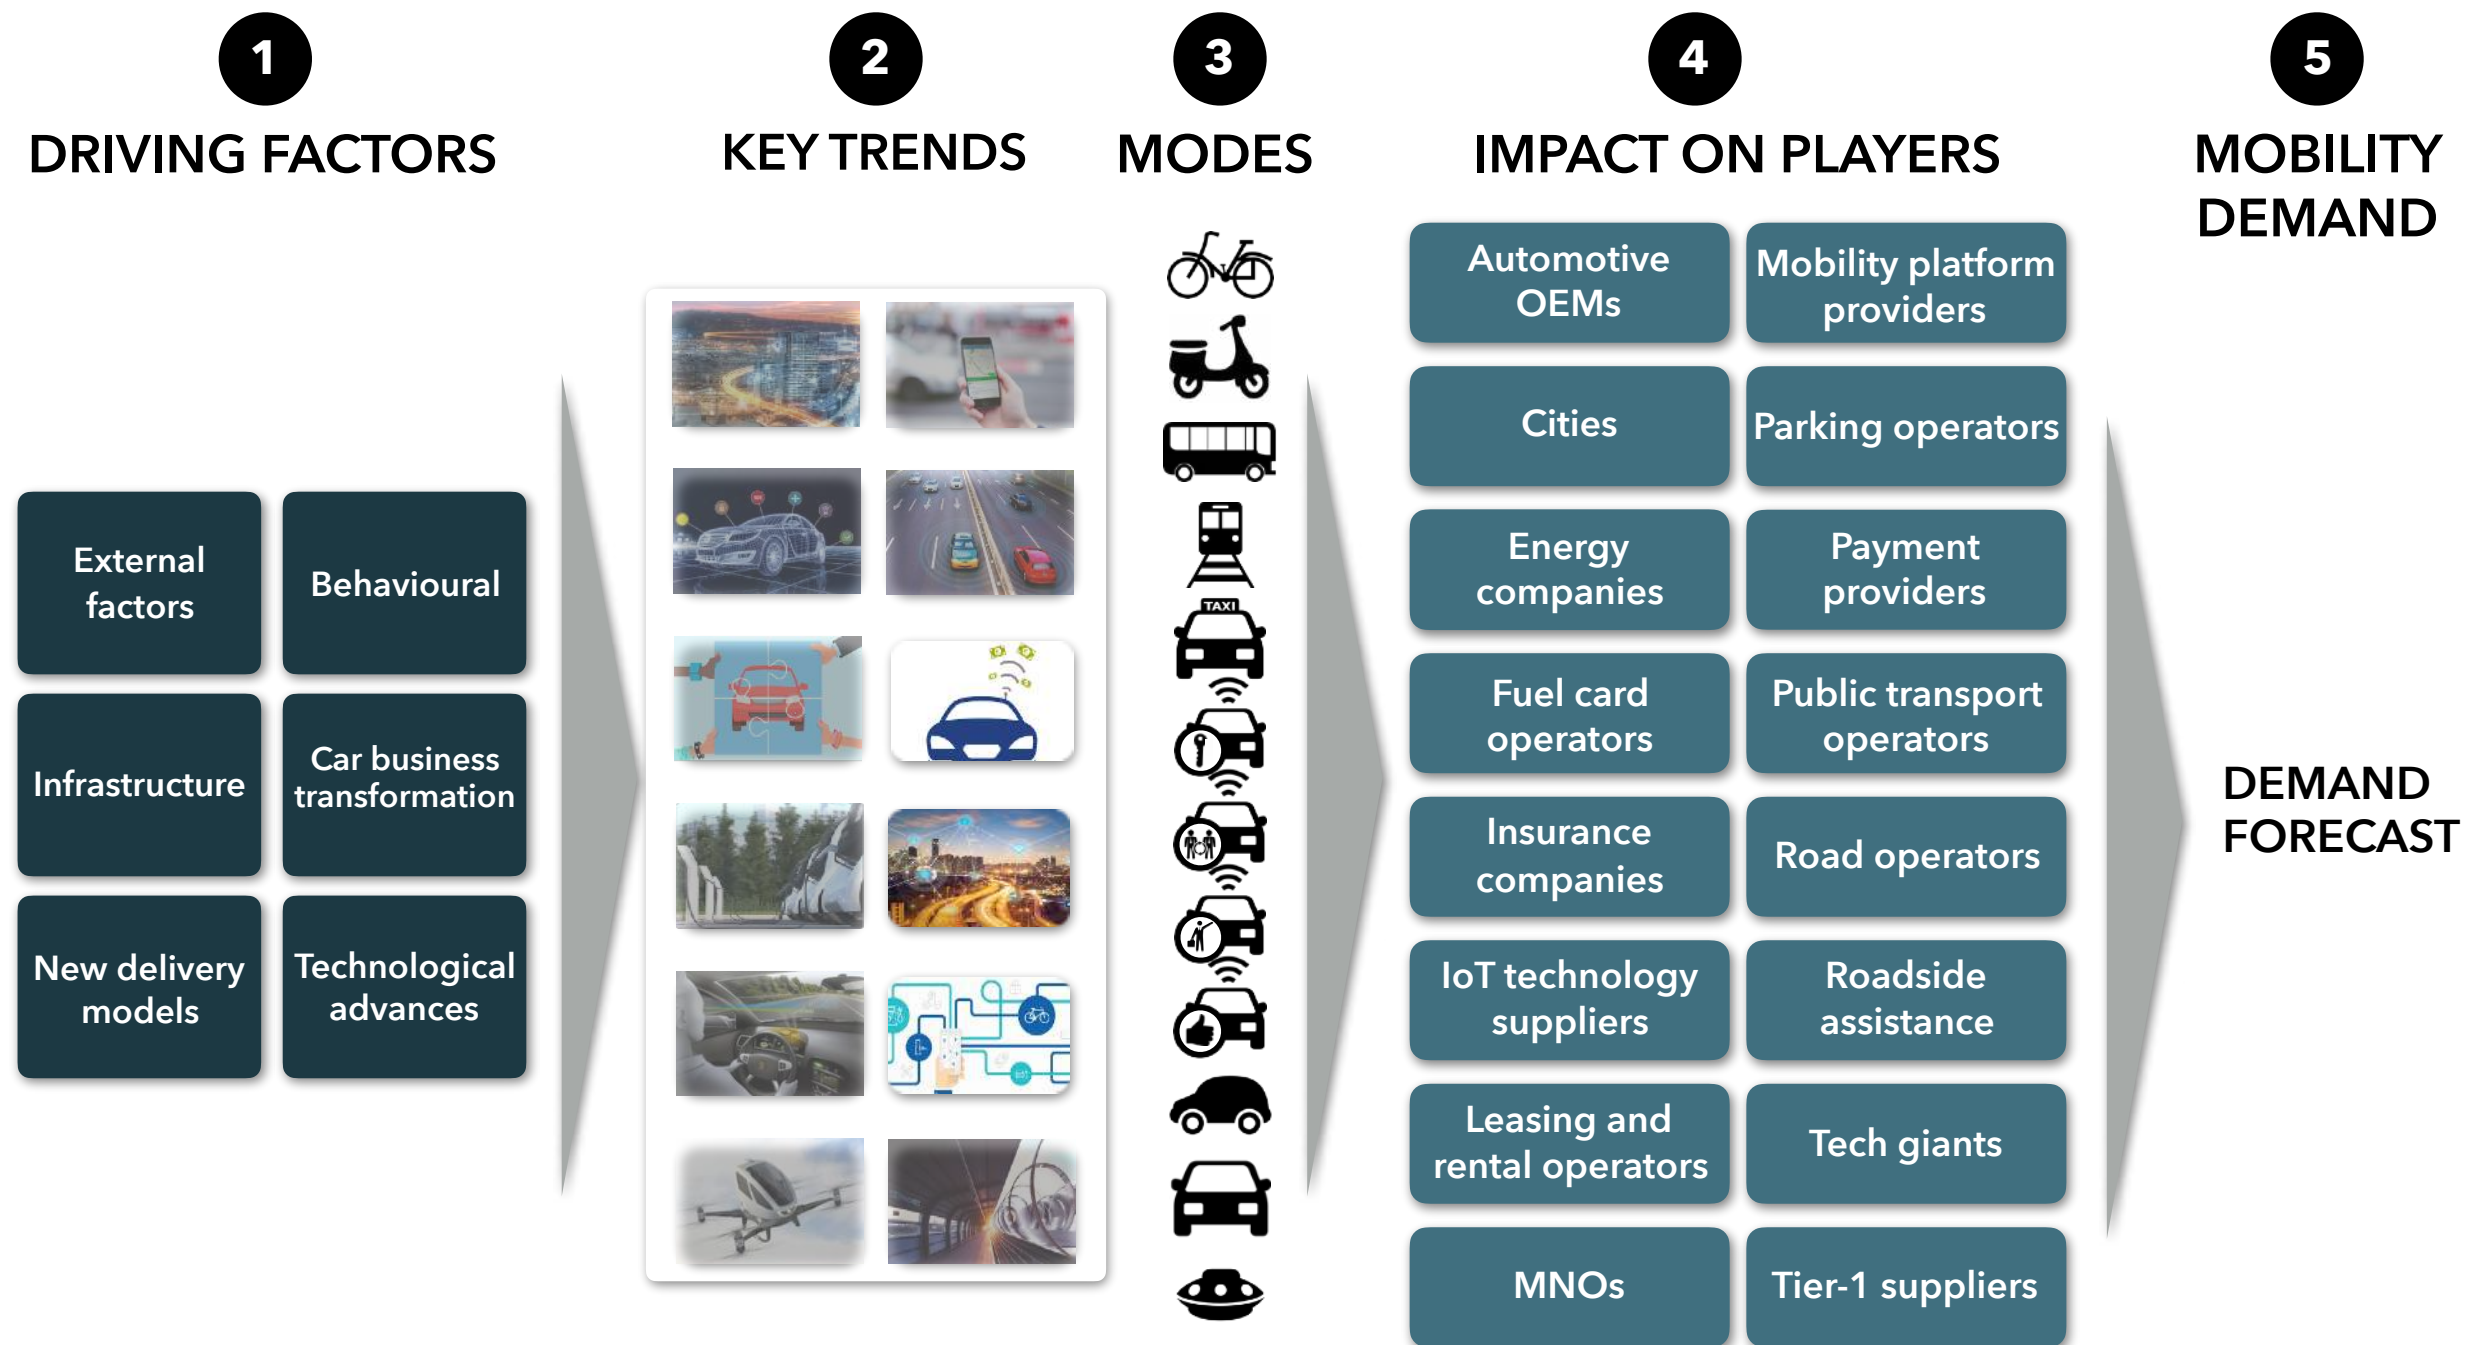 1
DRIVING FACTORS
External
factors
Behavioural
Infrastructure
Car business
transformation
New delivery
models
Technological
advances
2
KEY TRENDS
3
MODES
TAXI
4
IMPACT ON PLAYERS
Automotive
OEMs
Mobility platform
providers
Cities
Parking operators
Energy
companies
Payment
providers
Fuel card
operators
Public transport
operators
Insurance
companies
Road operators
IoT technology
suppliers
Roadside
assistance
Leasing and
rental operators
Tech giants
MNOs
Tier-1 suppliers
5
MOBILITY
DEMAND
DEMAND
FORECAST